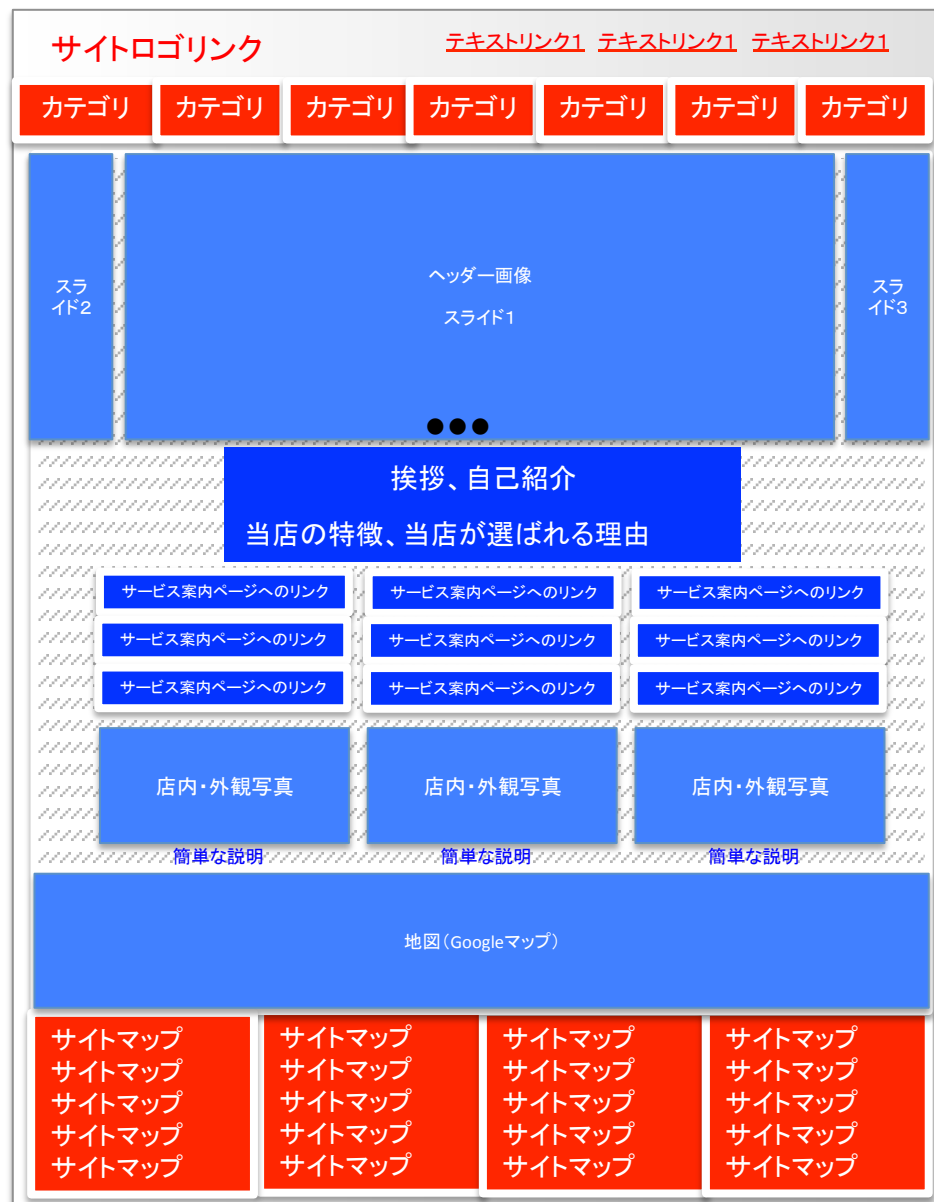 サイトロゴリンク
テキストリンク1 テキストリンク1 テキストリンク1
カテゴリ カテゴリ カテゴリ カテゴリ カテゴリ カテゴリ カテゴリ
スラ
イド2
ヘッダー画像
スライド1
スラ
イド3
挨拶、自己紹介
当店の特徴、当店が選ばれる理由
サービス案内ページへのリンク サービス案内ページへのリンク サービス案内ページへのリンク
サービス案内ページへのリンク サービス案内ページへのリンク サービス案内ページへのリンク
サービス案内ページへのリンク サービス案内ページへのリンク サービス案内ページへのリンク
店内・外観写真 店内・外観写真 店内・外観写真
簡単な説明 簡単な説明 簡単な説明
地図(Googleマップ)
サイトマップ サイトマップ サイトマップ サイトマップ
サイトマップ サイトマップ サイトマップ サイトマップ
サイトマップ サイトマップ サイトマップ サイトマップ
サイトマップ サイトマップ サイトマップ サイトマップ
サイトマップ サイトマップ サイトマップ サイトマップ